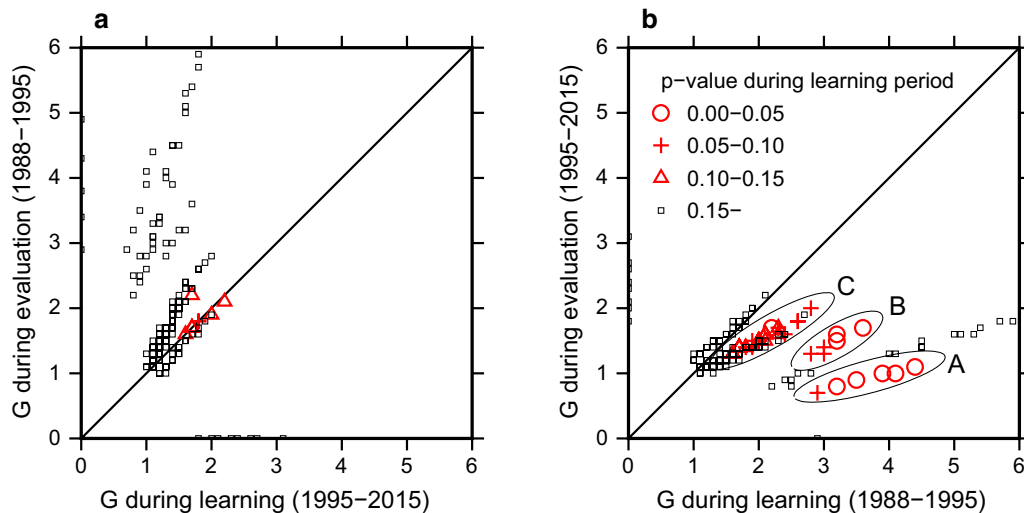 a
6
5
4
3
2
1
0
G during evaluation (1988−1995)
0 1 2 3 4 5 6
G during learning (1995−2015)
b
6
5
4
3
2
1
0
G during evaluation (1995−2015)
p−value during learning period
0.00−0.05
0.05−0.10
0.10−0.15
0.15−
C
B
A
0 1 2 3 4 5 6
G during learning (1988−1995)